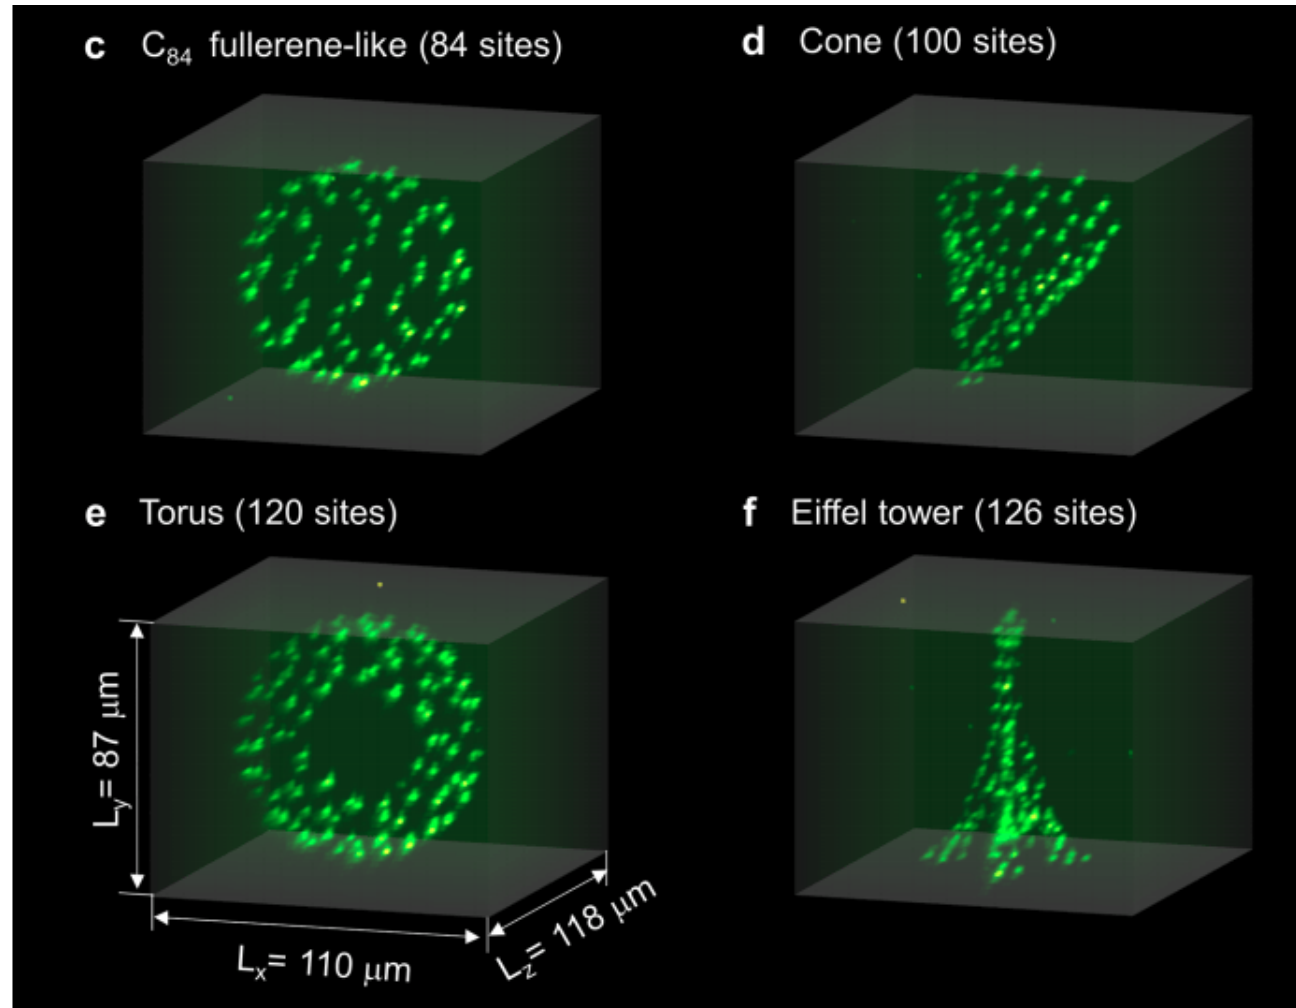 c C₈₄ fullerene-like (84 sites)
d Cone (100 sites)
e Torus (120 sites)
f Eiffel tower (126 sites)
Ly= 87 μm
Lx= 110 μm
Lz= 118 μm